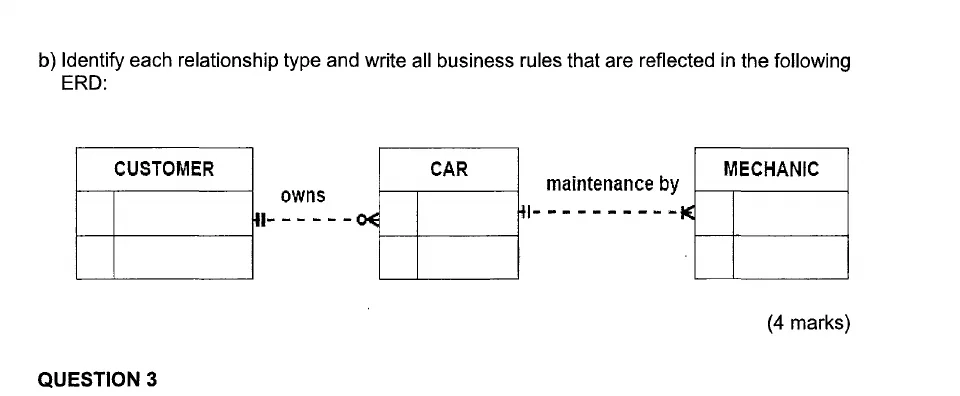 b) Identify each relationship type and write all business rules that are reflected in the following
ERD:
CUSTOMER
owns
CAR
maintenance by
MECHANIC
(4 marks)
QUESTION 3